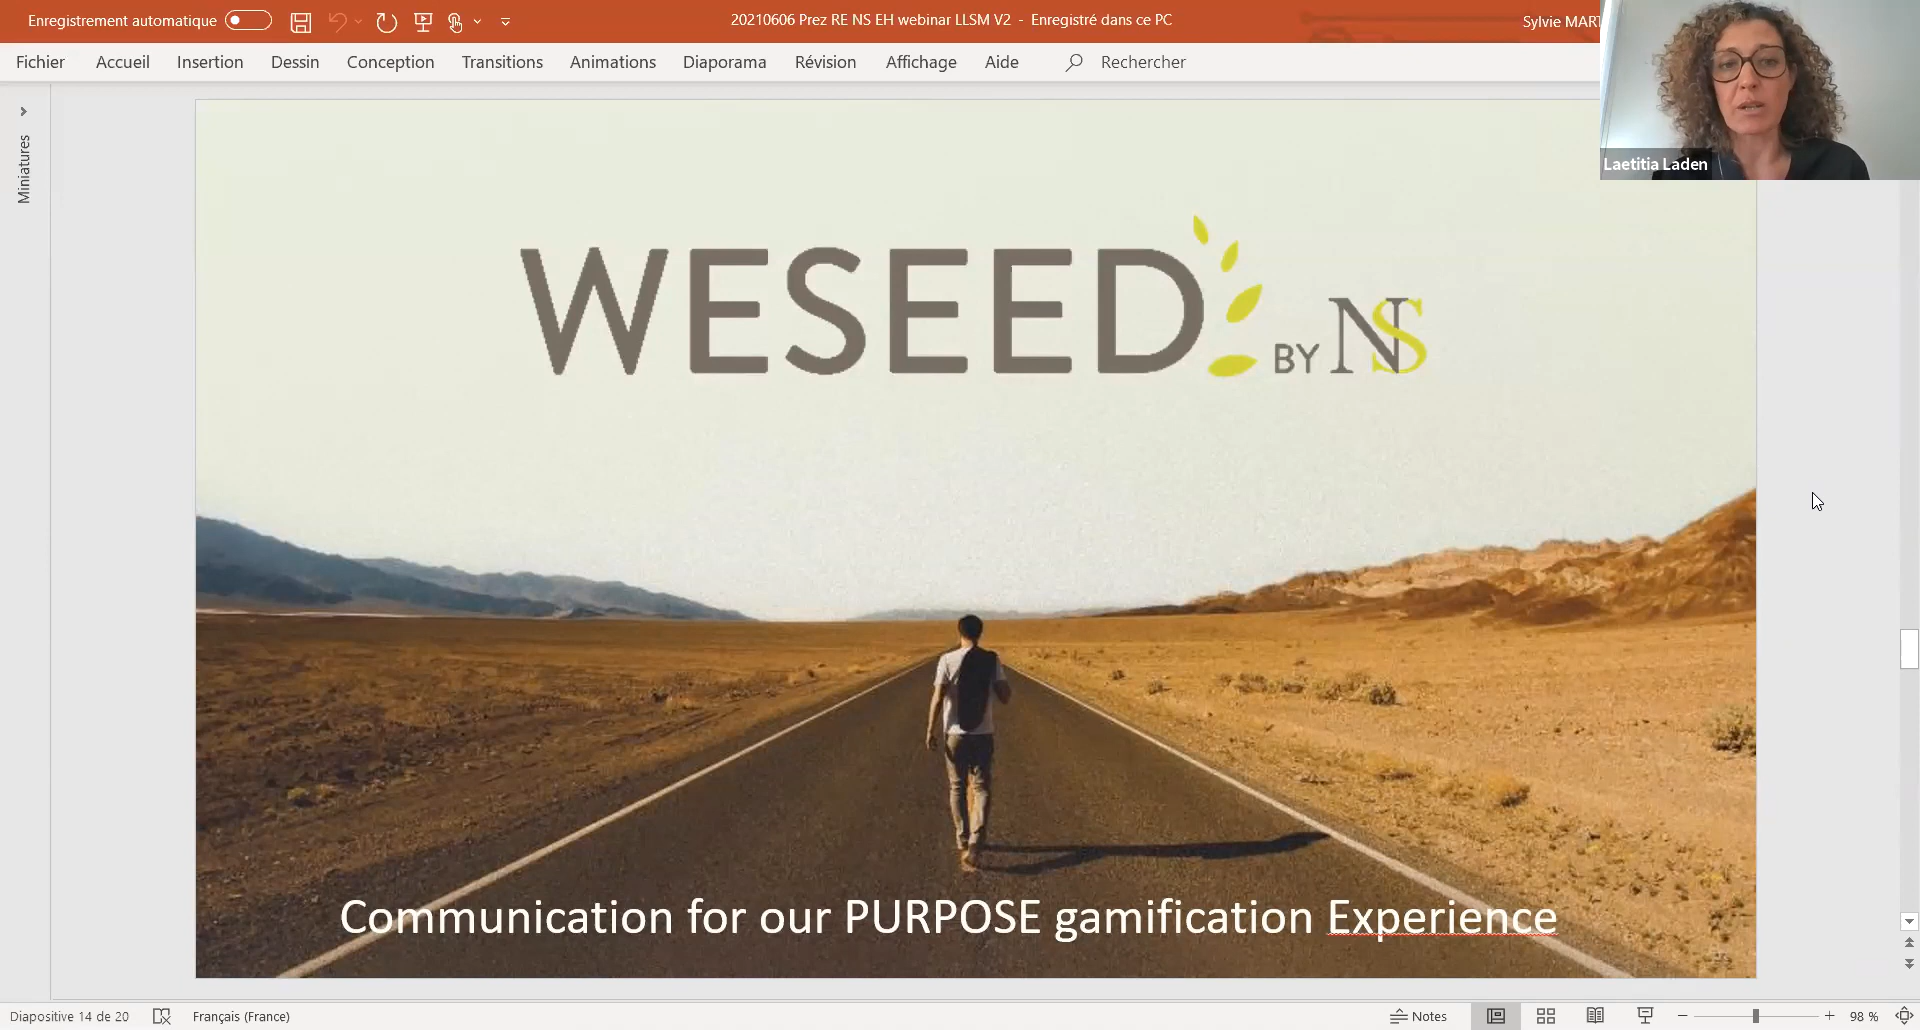 Enregistrement automatique
20210606 Prez RE NS EH webinar LLSM V2 - Enregistré dans ce PC
Sylvie MART
Fichier Accueil Insertion Dessin Conception Transitions Animations Diaporama Révision Affichage Aide Rechercher
Laetitia Laden
Miniatures
WESEED BY NS
Communication for our PURPOSE gamification Experience
Diapositive 14 de 20 Français (France) Notes 98 %